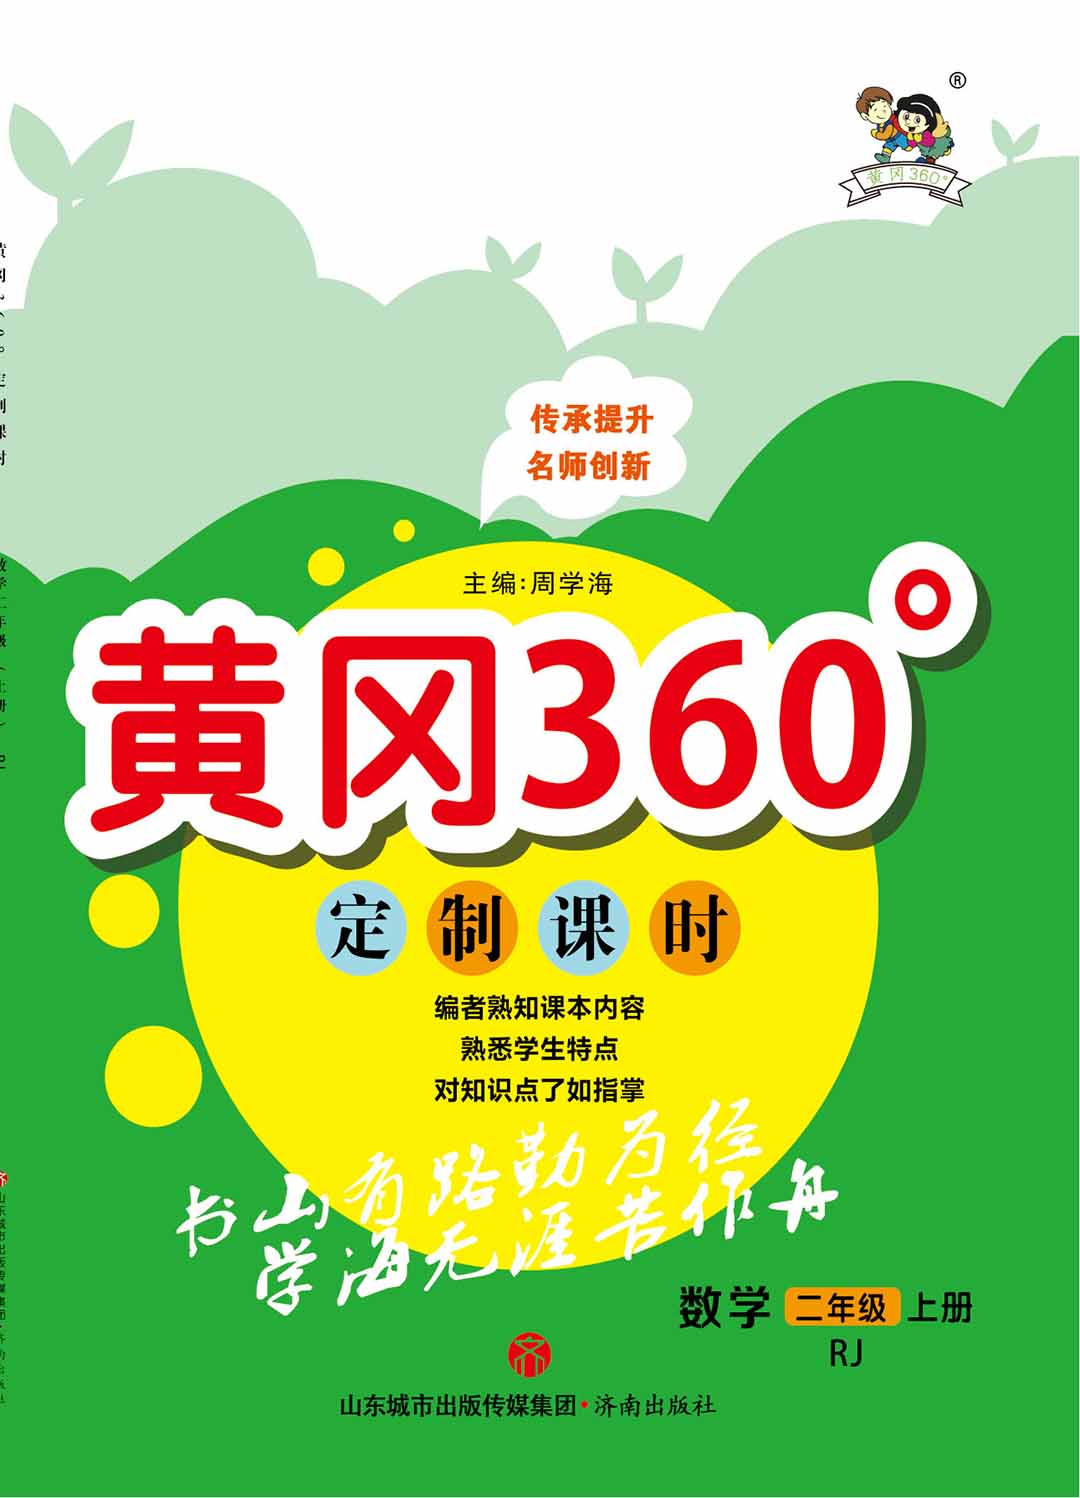 ®
黄冈360°
传承提升
名师创新
主编:周学海
黄冈360°
定制课时
编者熟知课本内容
熟悉学生特点
对知识点了如指掌
书山有路勤为径
学海无涯苦作舟
数学 二年级 上册
RJ
山东城市出版传媒集团·济南出版社